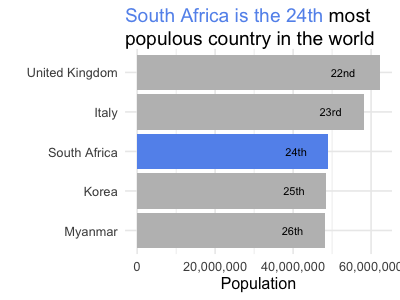 South Africa is the 24th most
populous country in the world
United Kingdom 22nd
Italy 23rd
South Africa 24th
Korea 25th
Myanmar 26th
0 20,000,000 40,000,000 60,000,000
Population